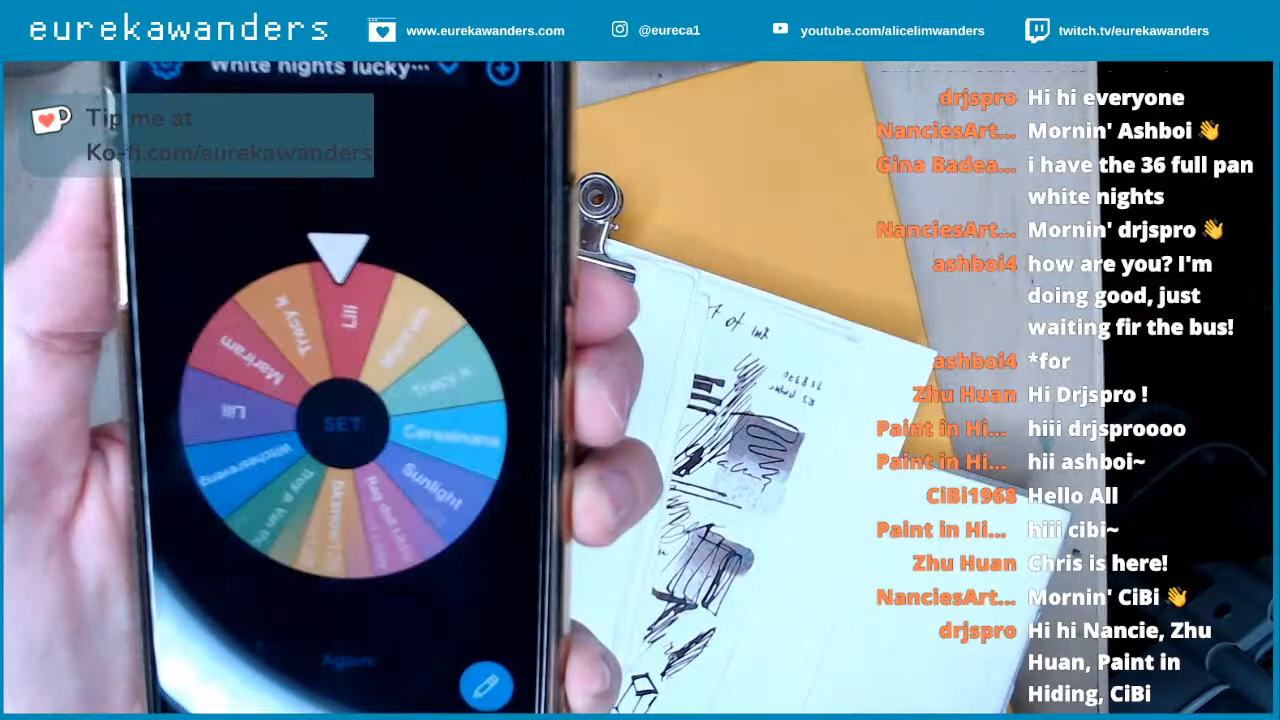 eurekawanders
www.eurekawanders.com
@eureca1
youtube.com/alicelimwanders
twitch.tv/eurekawanders
White nights lucky...
Tip me at
Ko-fi.com/eurekawanders
Lili
Tracy k
Mariram
Lili
Sunlight
SET
Again
t of ink
drjspro Hi hi everyone
NanciesArt... Mornin' Ashboi 👋
Gina Badea... i have the 36 full pan
white nights
NanciesArt... Mornin' drjspro 👋
ashboi4 how are you? I'm
doing good, just
waiting fir the bus!
ashboi4 *for
Zhu Huan Hi Drjspro !
Paint in Hi... hiii drjsproooo
Paint in Hi... hii ashboi~
CiBi1968 Hello All
Paint in Hi... hiii cibi~
Zhu Huan Chris is here!
NanciesArt... Mornin' CiBi 👋
drjspro Hi hi Nancie, Zhu
Huan, Paint in
Hiding, CiBi